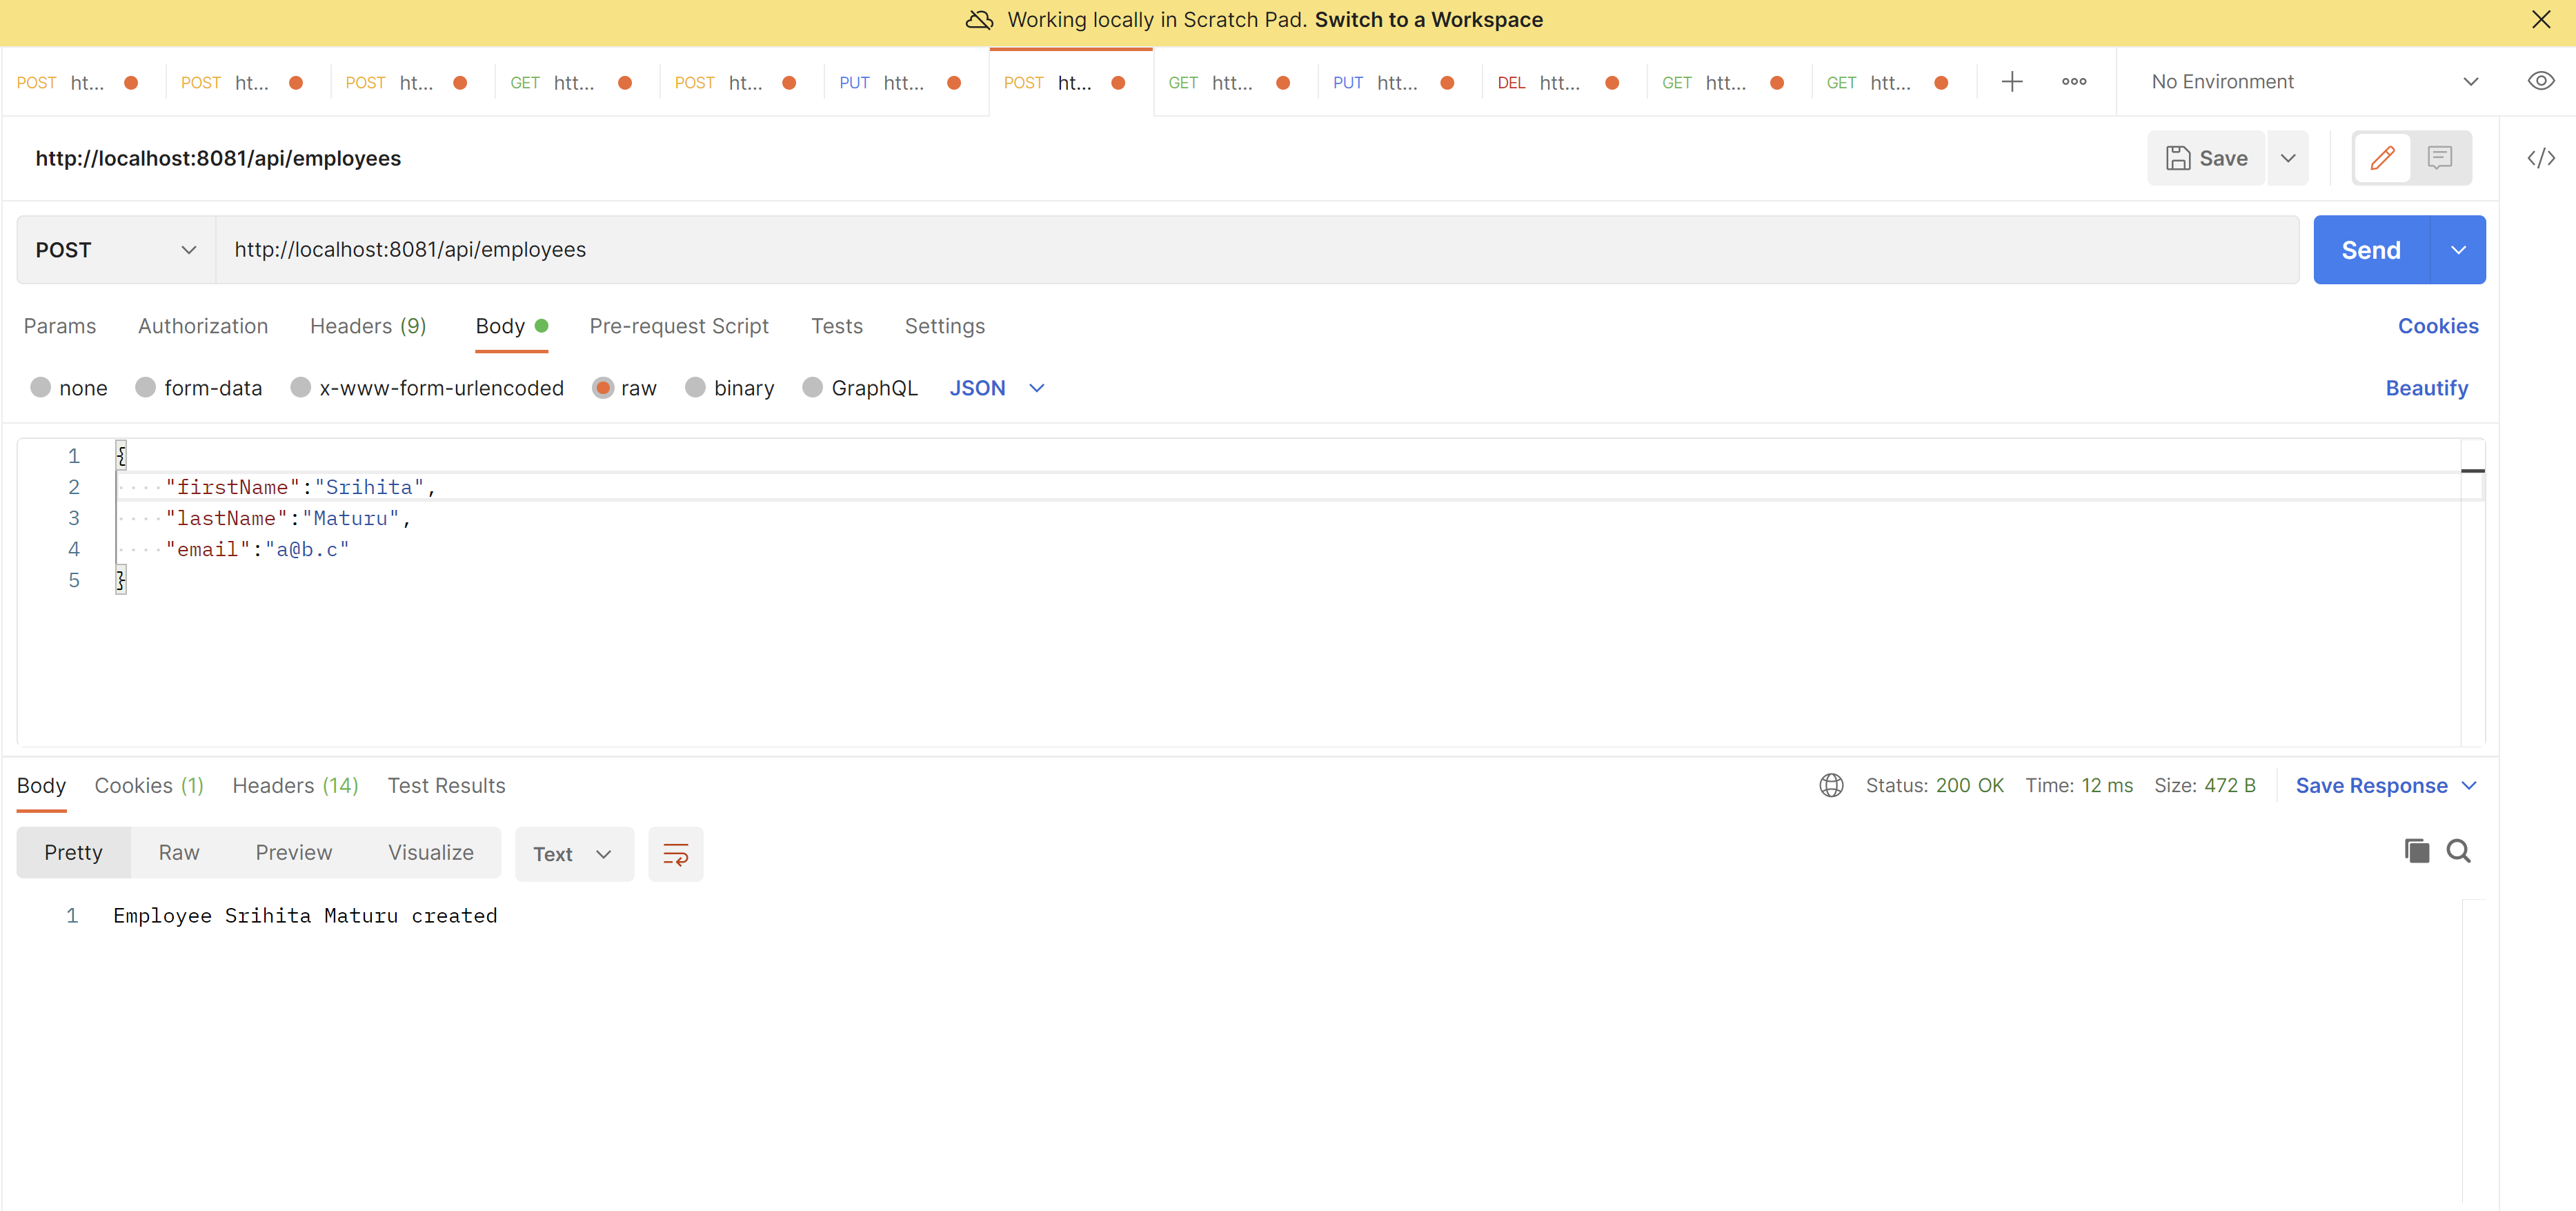 Working locally in Scratch Pad. Switch to a Workspace
POST ht... POST ht... POST ht... GET htt... POST ht... PUT htt... POST ht... GET htt... PUT htt... DEL htt... GET htt... GET htt... No Environment
http://localhost:8081/api/employees Save
POST http://localhost:8081/api/employees Send
Params Authorization Headers (9) Body Pre-request Script Tests Settings Cookies
none form-data x-www-form-urlencoded raw binary GraphQL JSON Beautify
1 {
2 ····"firstName":"Srihita",
3 ····"lastName":"Maturu",
4 ····"email":"a@b.c"
5 }
Body Cookies (1) Headers (14) Test Results Status: 200 OK Time: 12 ms Size: 472 B Save Response
Pretty Raw Preview Visualize Text
1 Employee Srihita Maturu created